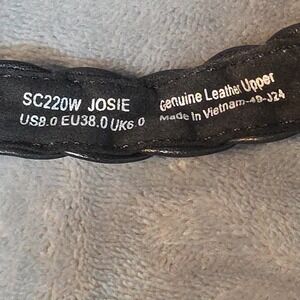 SC220W JOSIE
US8.0 EU38.0 UK6.0
Genuine Leather Upper
Made In Vietnam-49-J24